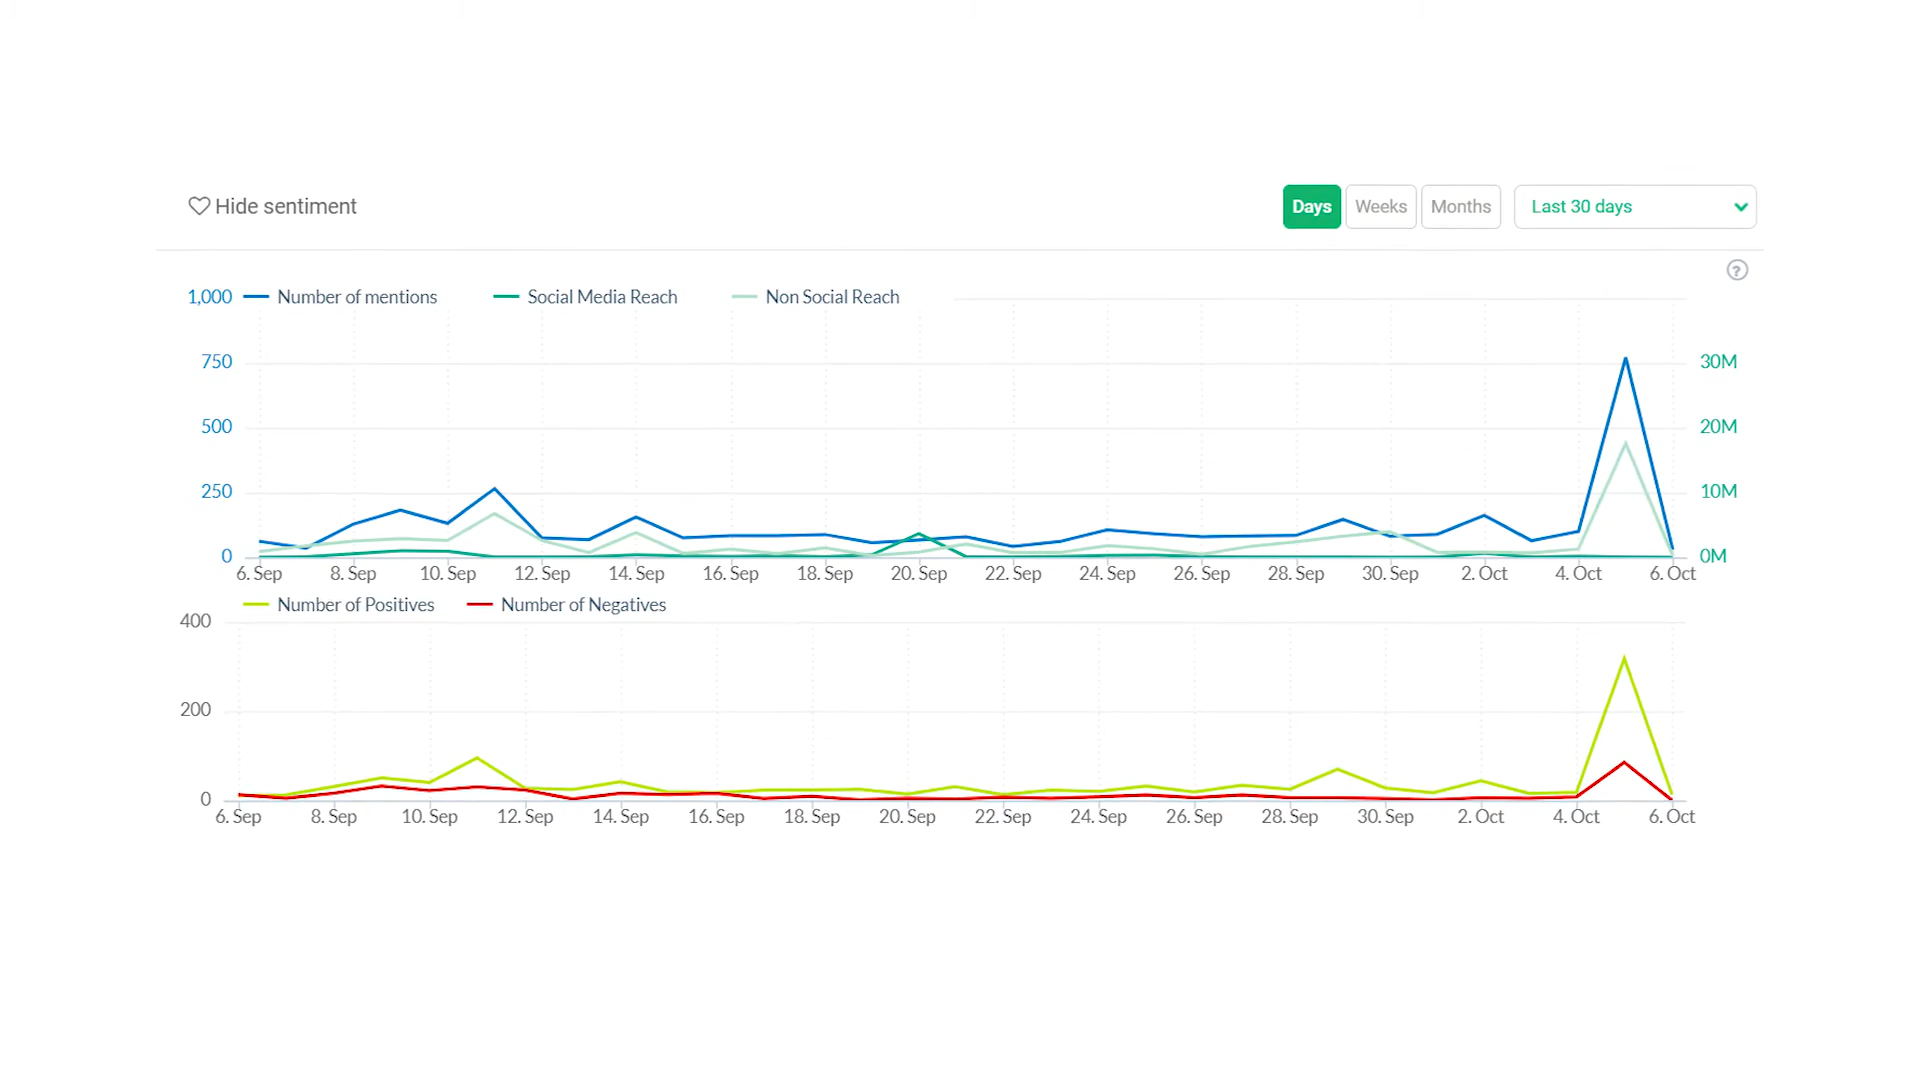 Hide sentiment
Days Weeks Months Last 30 days
?
1,000 Number of mentions Social Media Reach Non Social Reach
750 30M
500 20M
250 10M
0 0M
6. Sep 8. Sep 10. Sep 12. Sep 14. Sep 16. Sep 18. Sep 20. Sep 22. Sep 24. Sep 26. Sep 28. Sep 30. Sep 2. Oct 4. Oct 6. Oct
Number of Positives Number of Negatives
400
200
0
6. Sep 8. Sep 10. Sep 12. Sep 14. Sep 16. Sep 18. Sep 20. Sep 22. Sep 24. Sep 26. Sep 28. Sep 30. Sep 2. Oct 4. Oct 6. Oct